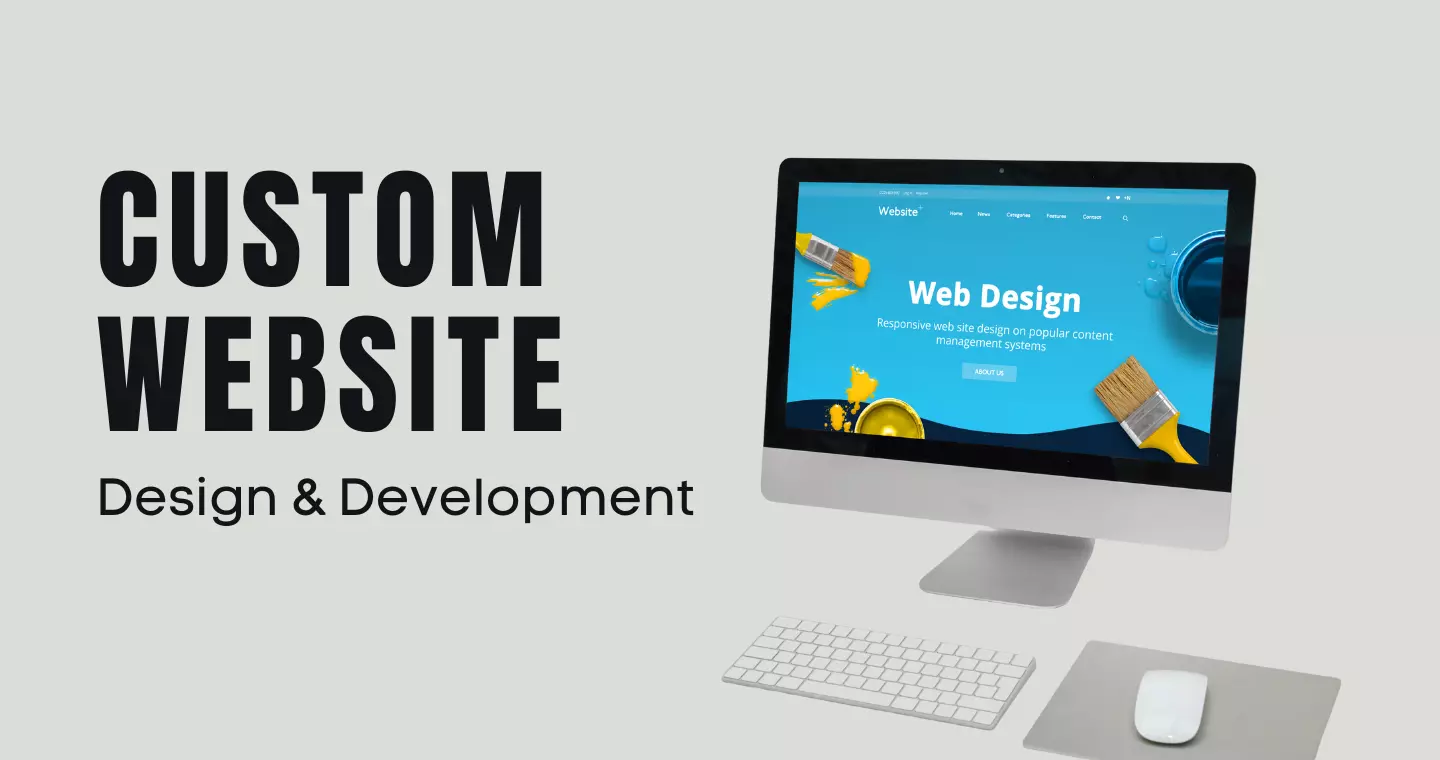 CUSTOM
WEBSITE
Design & Development
Website
Home News Categories Features Contact
Web Design
Responsive web site design on popular content
management systems
ABOUT US